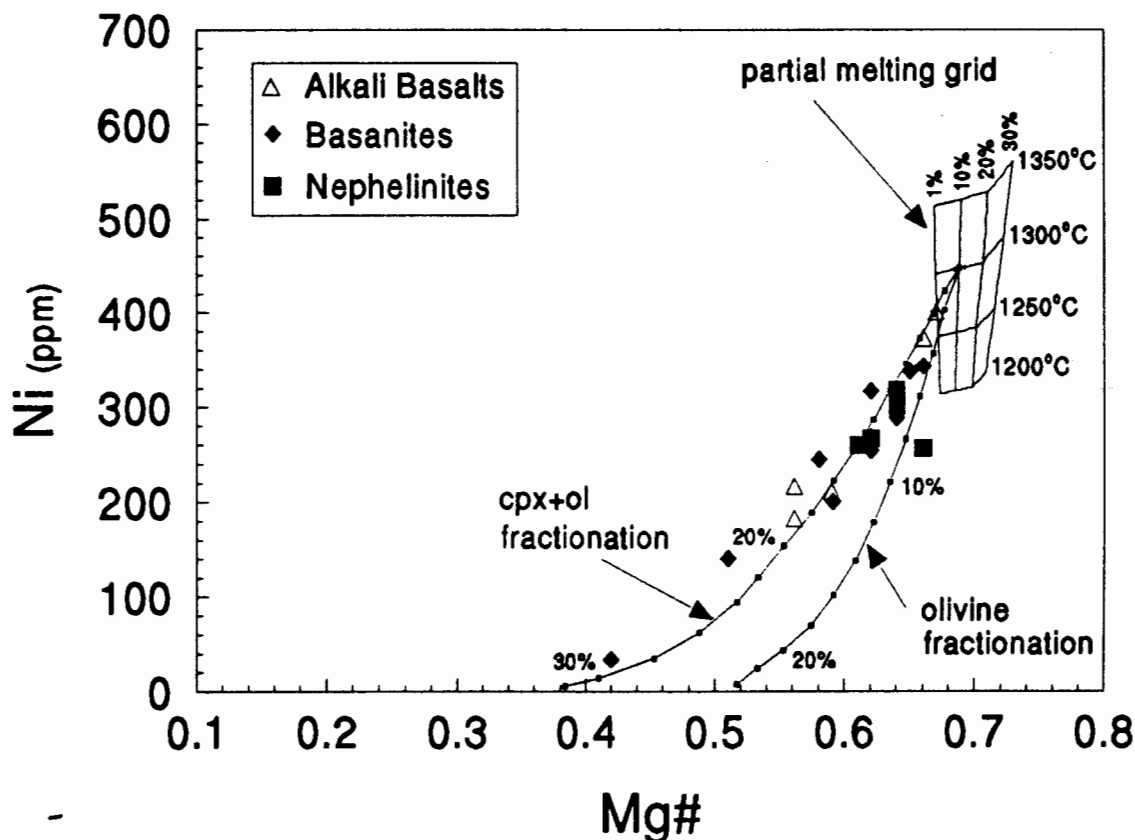 700
600
500
400
300
200
100
0
Ni (ppm)
△ Alkali Basalts
◆ Basanites
■ Nephelinites
partial melting grid
1%
10%
20%
30%
1350°C
1300°C
1250°C
1200°C
cpx+ol
fractionation
20%
30%
10%
20%
olivine
fractionation
0.1 0.2 0.3 0.4 0.5 0.6 0.7 0.8
Mg#